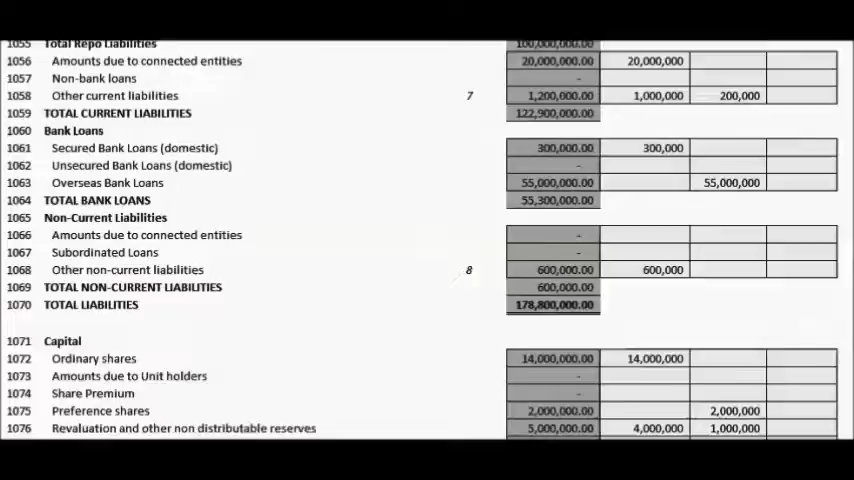 1055 Total Repo Liabilities 100,000,000.00
1056 Amounts due to connected entities 20,000,000.00 20,000,000
1057 Non-bank loans -
1058 Other current liabilities 7 1,200,000.00 1,000,000 200,000
1059 TOTAL CURRENT LIABILITIES 122,900,000.00
1060 Bank Loans
1061 Secured Bank Loans (domestic) 300,000.00 300,000
1062 Unsecured Bank Loans (domestic) -
1063 Overseas Bank Loans 55,000,000.00 55,000,000
1064 TOTAL BANK LOANS 55,300,000.00
1065 Non-Current Liabilities
1066 Amounts due to connected entities -
1067 Subordinated Loans -
1068 Other non-current liabilities 8 600,000.00 600,000
1069 TOTAL NON-CURRENT LIABILITIES 600,000.00
1070 TOTAL LIABILITIES 178,800,000.00
1071 Capital
1072 Ordinary shares 14,000,000.00 14,000,000
1073 Amounts due to Unit holders -
1074 Share Premium -
1075 Preference shares 2,000,000.00 2,000,000
1076 Revaluation and other non distributable reserves 5,000,000.00 4,000,000 1,000,000